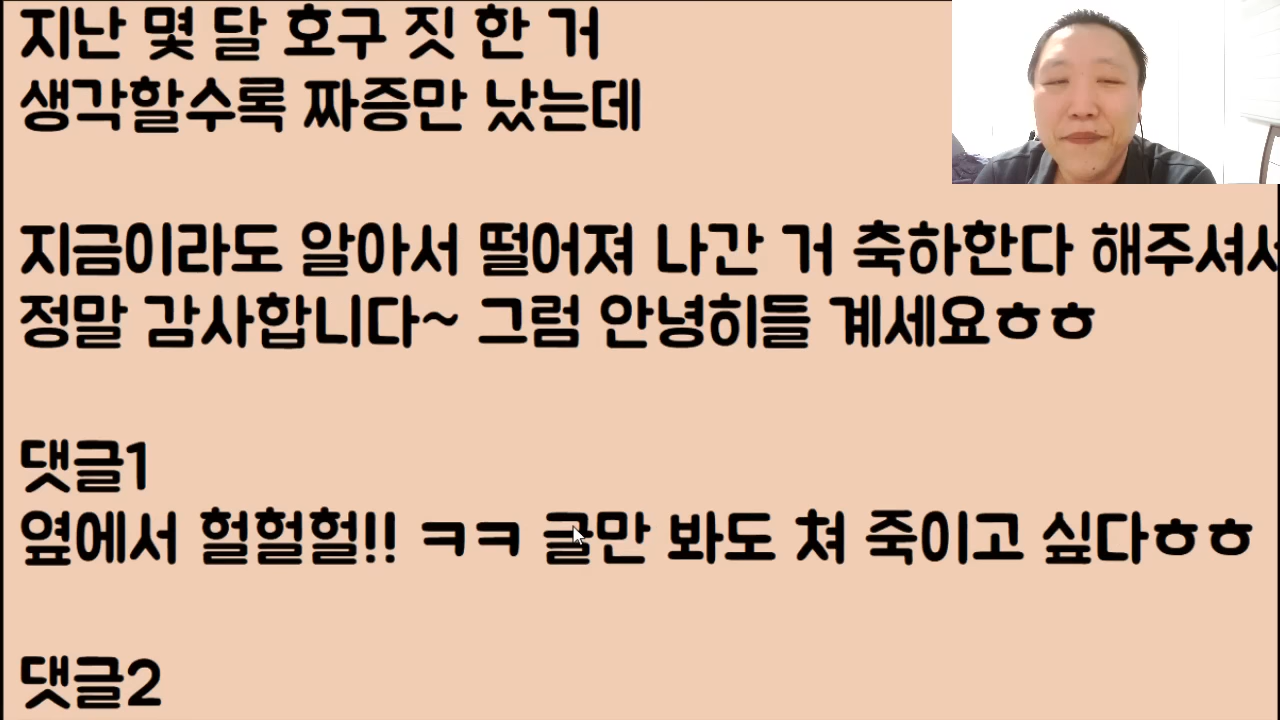 지난 몇 달 호구 짓 한 거
생각할수록 짜증만 났는데
지금이라도 알아서 떨어져 나간 거 축하한다 해주셔서
정말 감사합니다~ 그럼 안녕히들 계세요ㅎㅎ
댓글1
옆에서 헐헐헐!! ㅋㅋ 글만 봐도 쳐 죽이고 싶다ㅎㅎ
댓글2